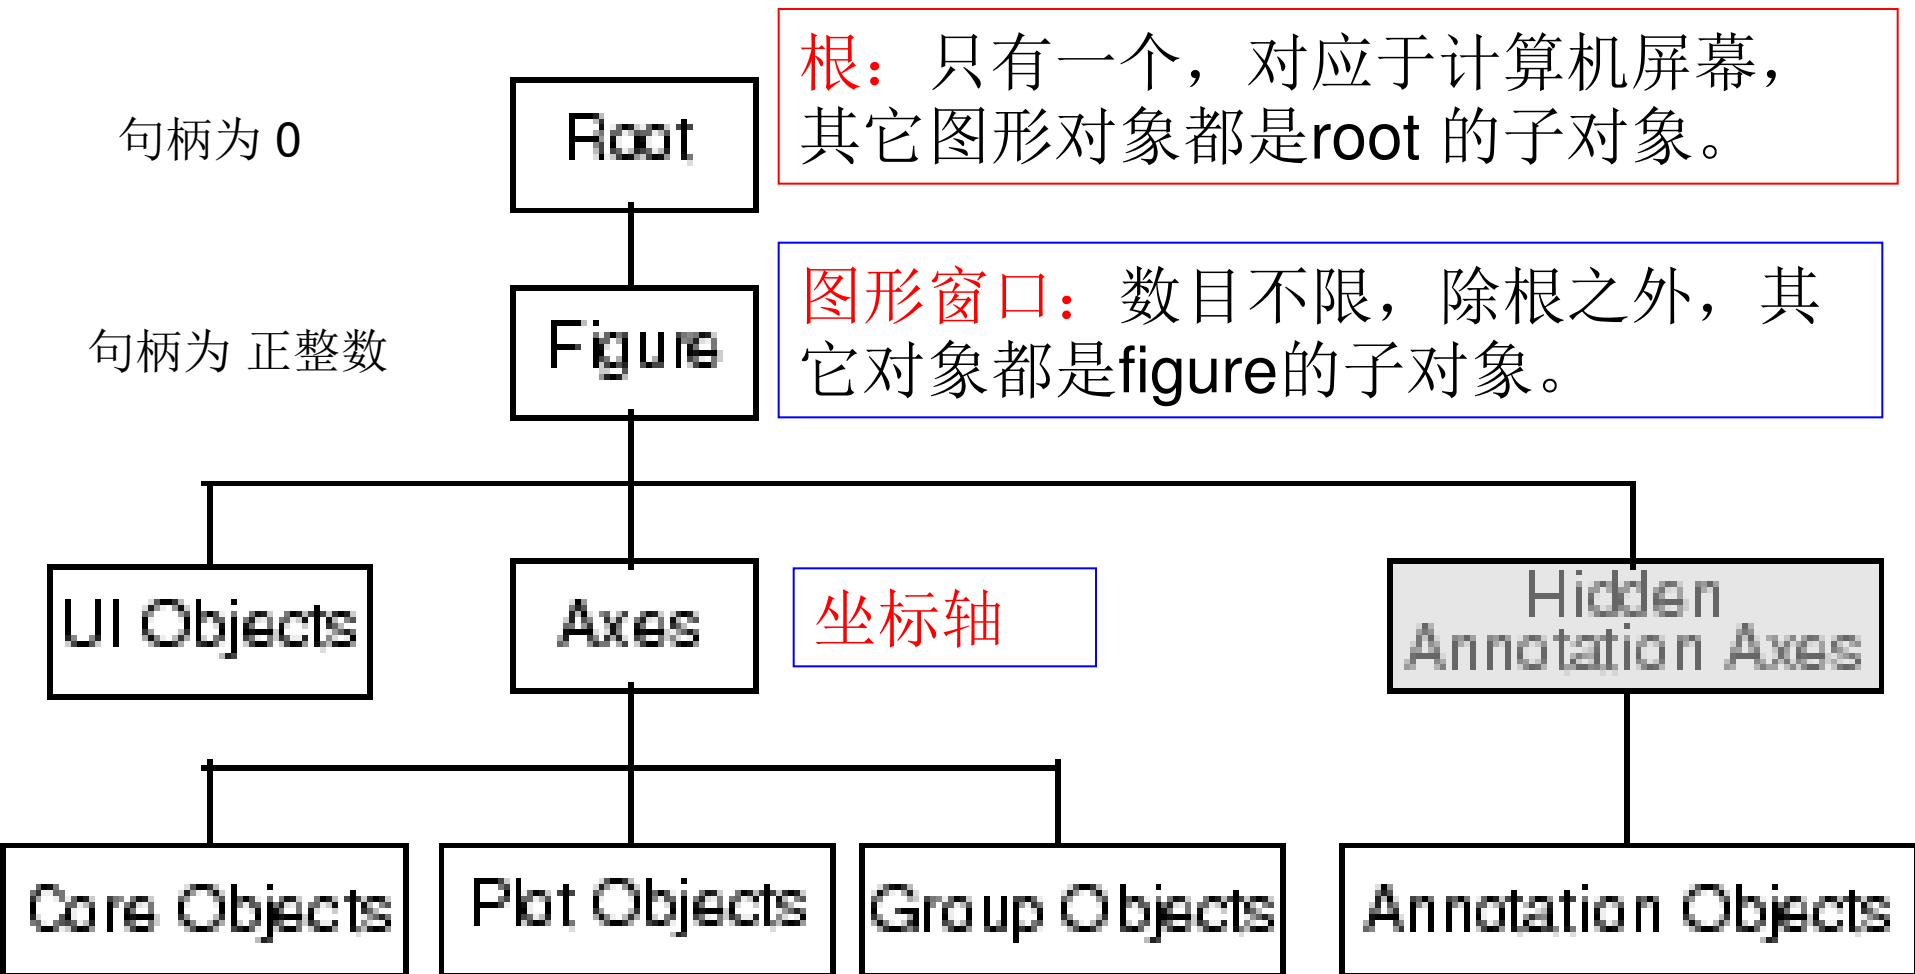 句柄为 0
Root
根：只有一个，对应于计算机屏幕，
其它图形对象都是root 的子对象。
句柄为 正整数
Figure
图形窗口：数目不限，除根之外，其
它对象都是figure的子对象。
UI Objects
Axes
坐标轴
Hidden
Annotation Axes
Core Objects
Plot Objects
Group Objects
Annotation Objects